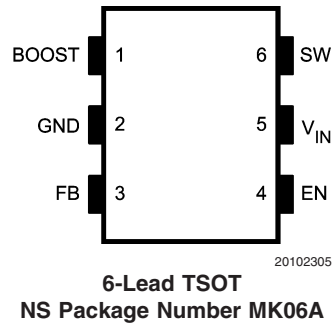 BOOST 1 6 SW
GND 2 5 VIN
FB 3 4 EN
20102305
6-Lead TSOT
NS Package Number MK06A